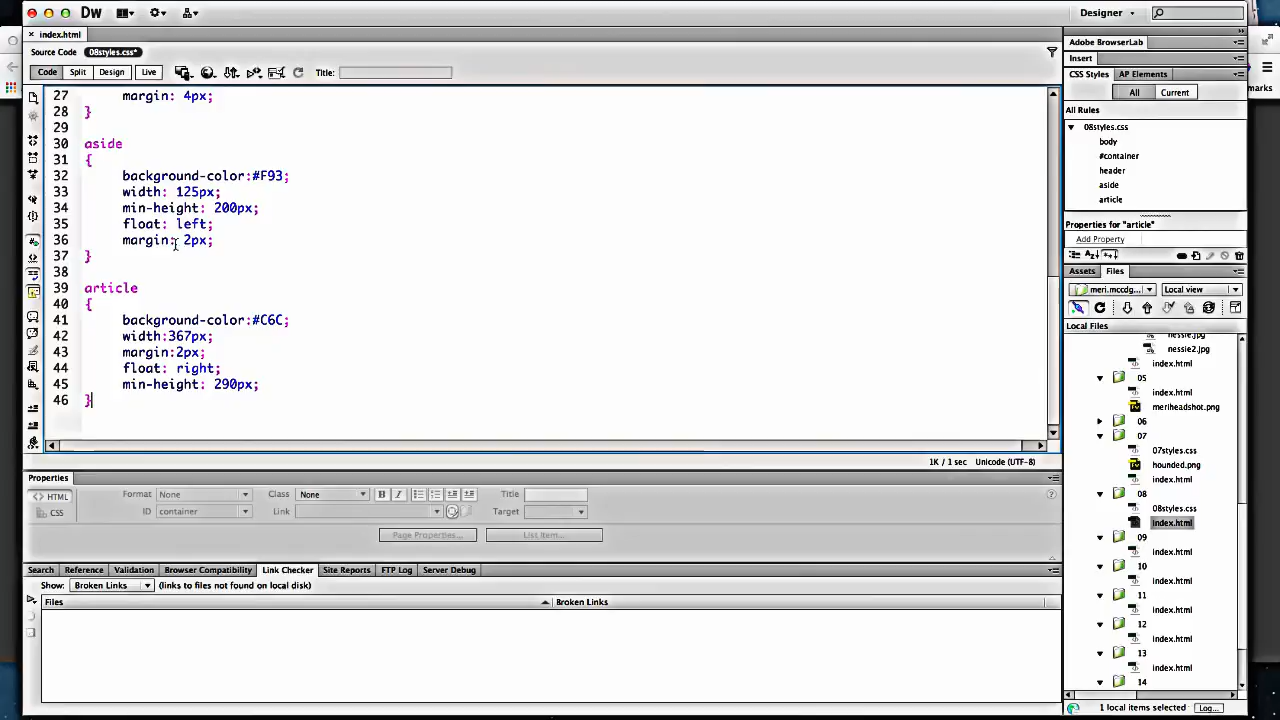 Dw
Designer
index.html
Source Code 08styles.css*
Code Split Design Live Title:
27 margin: 4px;
28 }
29
30 aside
31 {
32 background-color:#F93;
33 width: 125px;
34 min-height: 200px;
35 float: left;
36 margin: 2px;
37 }
38
39 article
40 {
41 background-color:#C6C;
42 width:367px;
43 margin:2px;
44 float: right;
45 min-height: 290px;
46 }
1K / 1 sec Unicode (UTF-8)
Properties
<> HTML Format None Class None B I Title
CSS ID container Link Target
Page Properties... List Item...
Search Reference Validation Browser Compatibility Link Checker Site Reports FTP Log Server Debug
Show: Broken Links (links to files not found on local disk)
Files Broken Links
Adobe BrowserLab
Insert
CSS Styles AP Elements
All Current
All Rules
08styles.css
body
#container
header
aside
article
Properties for "article"
Add Property
Assets Files
meri.mccdg... Local view
Local Files
nessie.jpg
nessie2.jpg
index.html
05
index.html
meriheadshot.png
06
07
07styles.css
hounded.png
index.html
08
08styles.css
index.html
09
index.html
10
index.html
11
index.html
12
index.html
13
index.html
14
1 local items selected Log...
marks